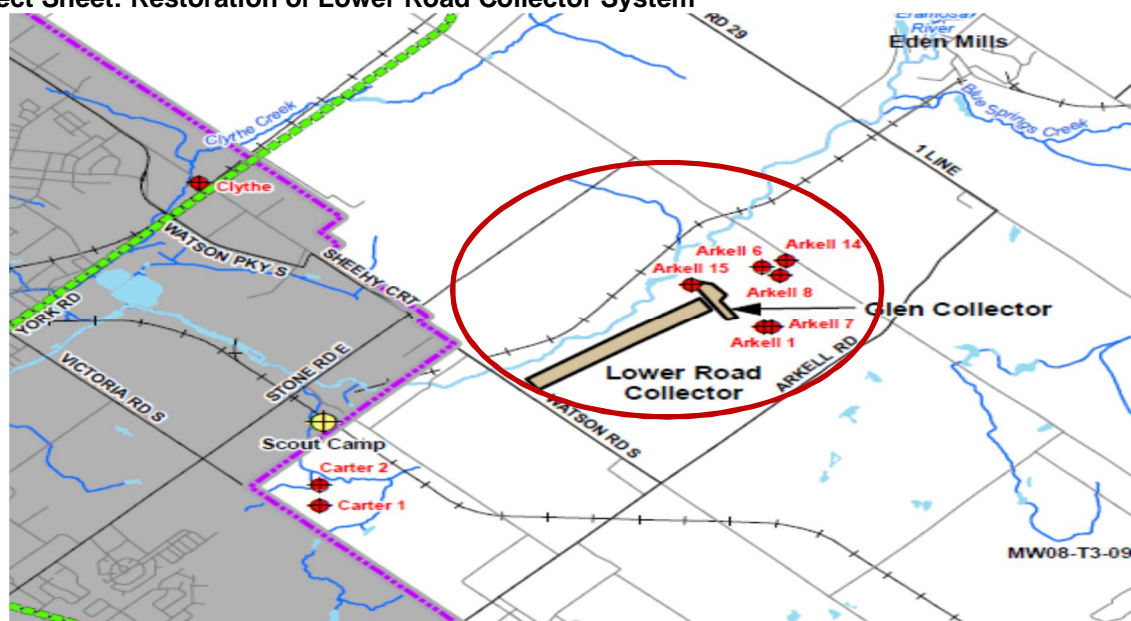 ect Sheet: Restoration of Lower Road Collector System
RD 29
Eramosa
River
Eden Mills
Blue Springs
Creek
Clythe Creek
1 LINE
Clythe
WATSON PKY S
SHEEHY CRT
Arkell 6
Arkell 14
Arkell 15
Arkell 8
Glen Collector
YORK RD
Arkell 7
Arkell 1
STONE RD E
VICTORIA RD S
Lower Road
Collector
ARKELL RD
WATSON RD S
Scout Camp
Carter 2
Carter 1
MW08-T3-09